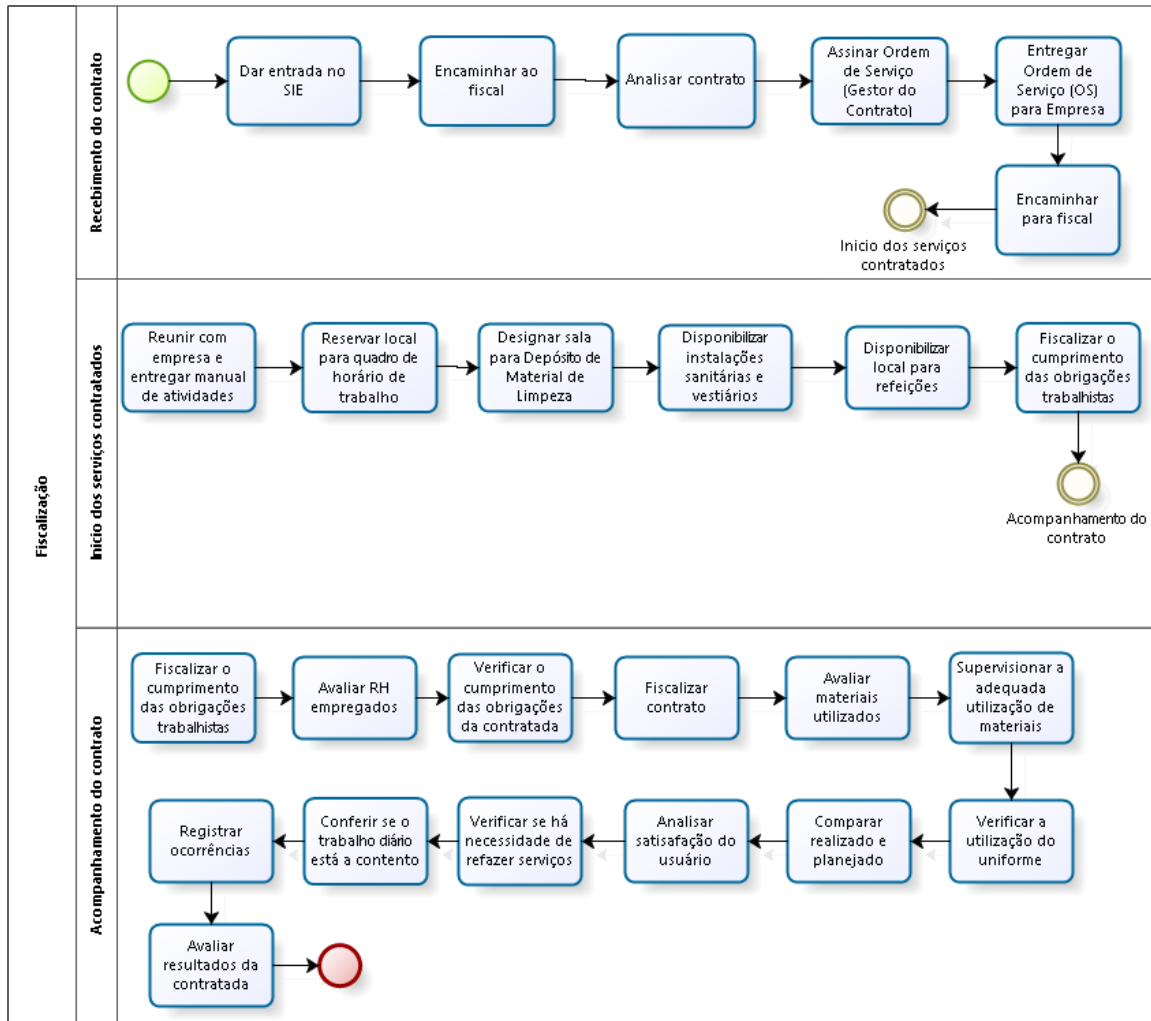 Fiscalização
Recebimento do contrato
Dar entrada no
SIE
Encaminhar ao
fiscal
Analisar contrato
Assinar Ordem
de Serviço
(Gestor do
Contrato)
Entregar
Ordem de
Serviço (OS)
para Empresa
Encaminhar
para fiscal
Inicio dos serviços
contratados
Inicio dos serviços contratados
Reunir com
empresa e
entregar manual
de atividades
Reservar local
para quadro de
horário de
trabalho
Designar sala
para Depósito de
Material de
Limpeza
Disponibilizar
instalações
sanitárias e
vestiários
Disponibilizar
local para
refeições
Fiscalizar o
cumprimento
das obrigações
trabalhistas
Acompanhamento do
contrato
Acompanhamento do contrato
Fiscalizar o
cumprimento
das obrigações
trabalhistas
Avaliar RH
empregados
Verificar o
cumprimento
das obrigações
da contratada
Fiscalizar
contrato
Avaliar
materiais
utilizados
Supervisionar a
adequada
utilização de
materiais
Verificar a
utilização do
uniforme
Comparar
realizado e
planejado
Analisar
satisafação do
usuário
Verificar se há
necessidade de
refazer serviços
Conferir se o
trabalho diário
está a contento
Registrar
ocorrências
Avaliar
resultados da
contratada